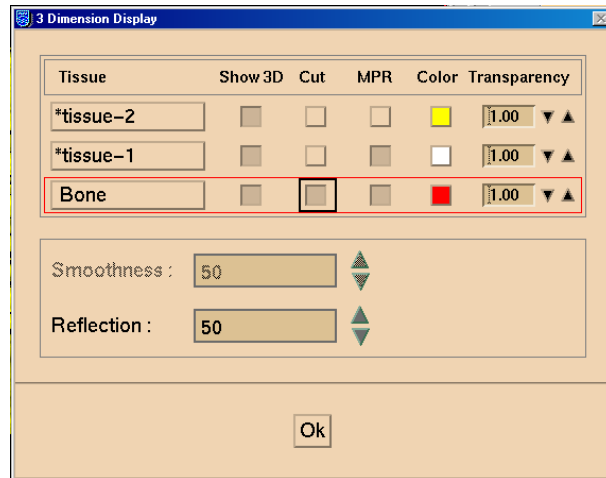 3 Dimension Display
Tissue Show 3D Cut MPR Color Transparency
*tissue-2 1.00
*tissue-1 1.00
Bone 1.00
Smoothness : 50
Reflection : 50
Ok